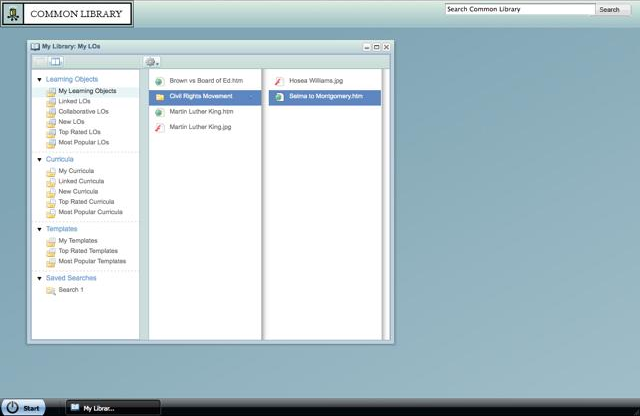 COMMON LIBRARY
Search Common Library
Search
My Library: My LOs
Learning Objects
My Learning Objects
Linked LOs
Collaborative LOs
New LOs
Top Rated LOs
Most Popular LOs
Curricula
My Curricula
Linked Curricula
New Curricula
Top Rated Curricula
Most Popular Curricula
Templates
My Templates
Top Rated Templates
Most Popular Templates
Saved Searches
Search 1
Brown vs Board of Ed.htm
Civil Rights Movement
Martin Luther King.htm
Martin Luther King.jpg
Hosea Williams.jpg
Selma to Montgomery.htm
Start
My Librar...